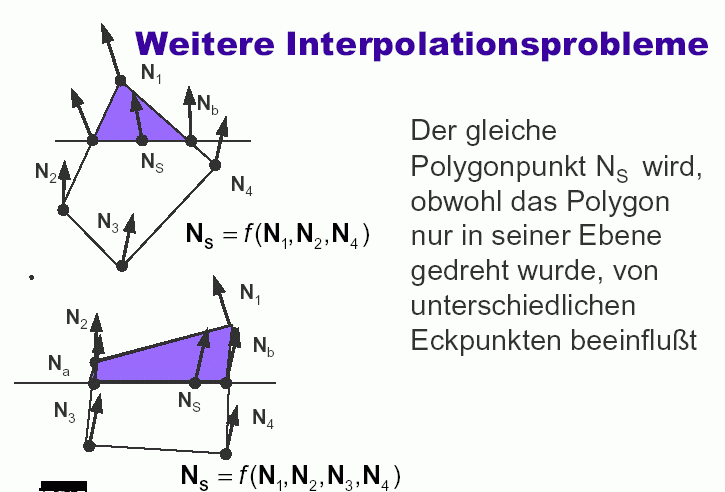 Weitere Interpolationsprobleme
N1
Nb
N2
NS
N4
N3
NS = f(N1,N2,N4)
Der gleiche
Polygonpunkt NS wird,
obwohl das Polygon
nur in seiner Ebene
gedreht wurde, von
unterschiedlichen
Eckpunkten beeinflußt
N1
N2
Nb
Na
NS
N3
N4
NS = f(N1,N2,N3,N4)